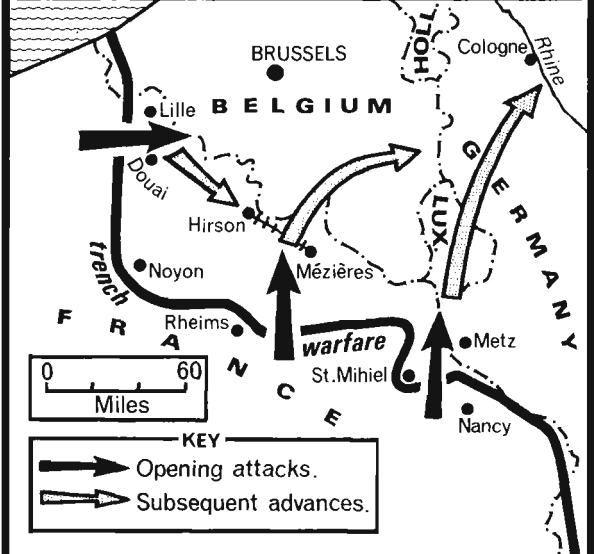 HOLL
Cologne
Rhine
BRUSSELS
BELGIUM
Lille
Douai
GERMANY
Hirson
LUX
Mézières
trench
Noyon
FRANCE
Rheims
warfare
Metz
St. Mihiel
Nancy
0 60
Miles
KEY
Opening attacks.
Subsequent advances.